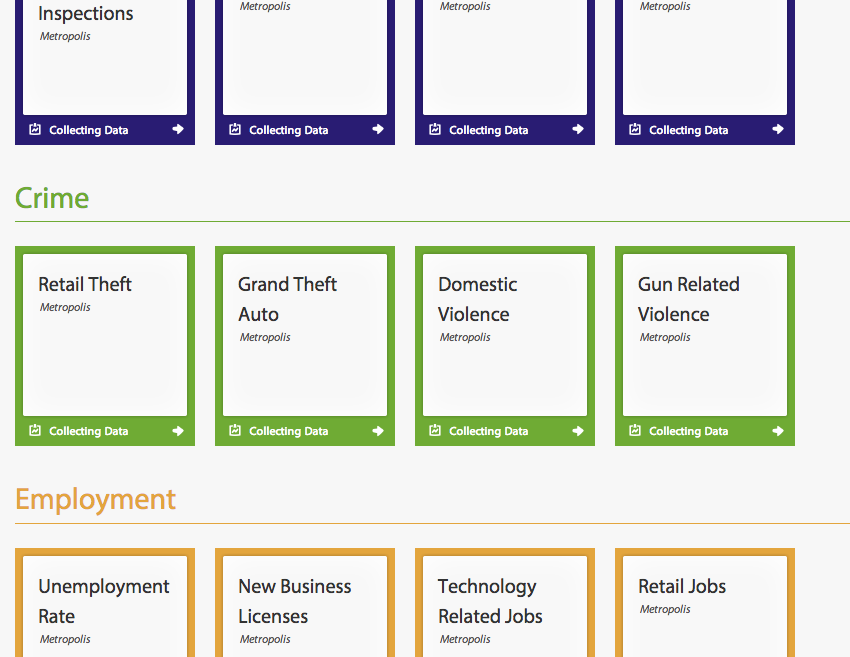 Inspections
Metropolis
Metropolis
Metropolis
Metropolis
Collecting Data
Collecting Data
Collecting Data
Collecting Data
Crime
Retail Theft
Metropolis
Grand Theft
Auto
Metropolis
Domestic
Violence
Metropolis
Gun Related
Violence
Metropolis
Collecting Data
Collecting Data
Collecting Data
Collecting Data
Employment
Unemployment
Rate
Metropolis
New Business
Licenses
Metropolis
Technology
Related Jobs
Metropolis
Retail Jobs
Metropolis